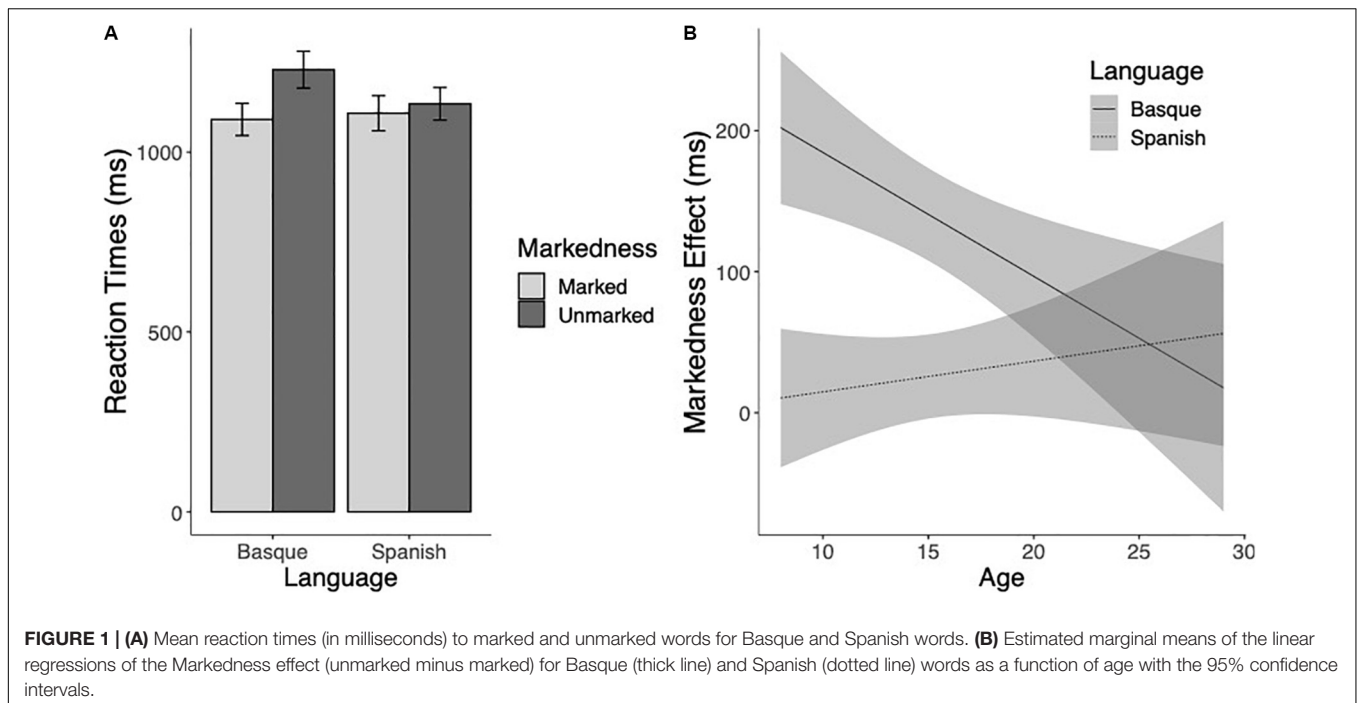 A
Reaction Times (ms)
1000
500
0
Basque
Spanish
Language
Markedness
Marked
Unmarked
B
Markedness Effect (ms)
200
100
0
10
15
20
25
30
Age
Language
Basque
Spanish
FIGURE 1 | (A) Mean reaction times (in milliseconds) to marked and unmarked words for Basque and Spanish words. (B) Estimated marginal means of the linear
regressions of the Markedness effect (unmarked minus marked) for Basque (thick line) and Spanish (dotted line) words as a function of age with the 95% confidence
intervals.